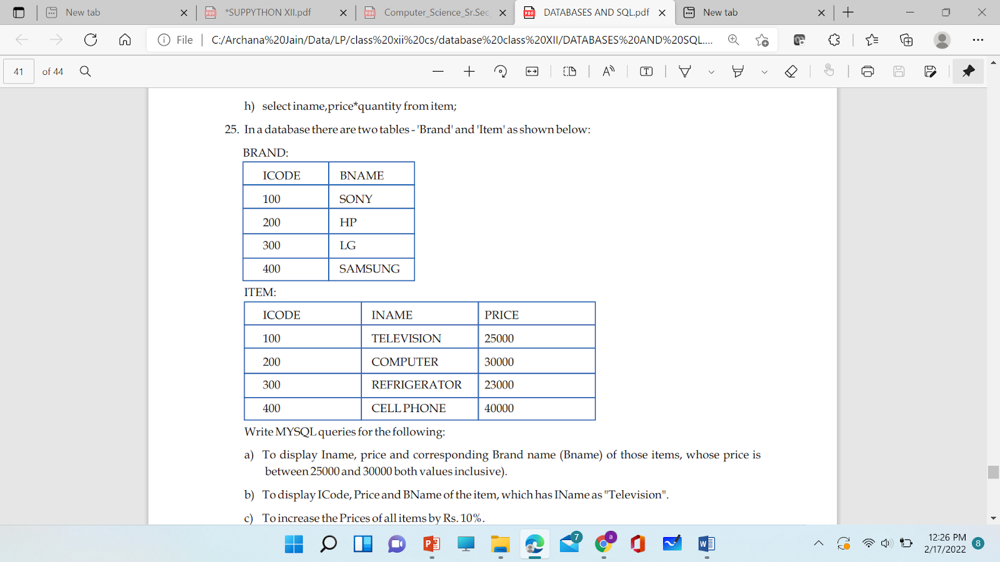 New tab
*SUPPYTHON XII.pdf
Computer_Science_Sr.Sec
DATABASES AND SQL.pdf
New tab
File
C:/Archana%20Jain/Data/LP/class%20xii%20cs/database%20class%20XII/DATABASES%20AND%20SQL....
41 of 44
h) select iname,price*quantity from item;
25. In a database there are two tables - 'Brand' and 'Item' as shown below:
BRAND:
ICODE BNAME
100 SONY
200 HP
300 LG
400 SAMSUNG
ITEM:
ICODE INAME PRICE
100 TELEVISION 25000
200 COMPUTER 30000
300 REFRIGERATOR 23000
400 CELL PHONE 40000
Write MYSQL queries for the following:
a) To display Iname, price and corresponding Brand name (Bname) of those items, whose price is
between 25000 and 30000 both values inclusive).
b) To display ICode, Price and BName of the item, which has IName as "Television".
c) To increase the Prices of all items by Rs. 10%.
7
a
12:26 PM
2/17/2022
8